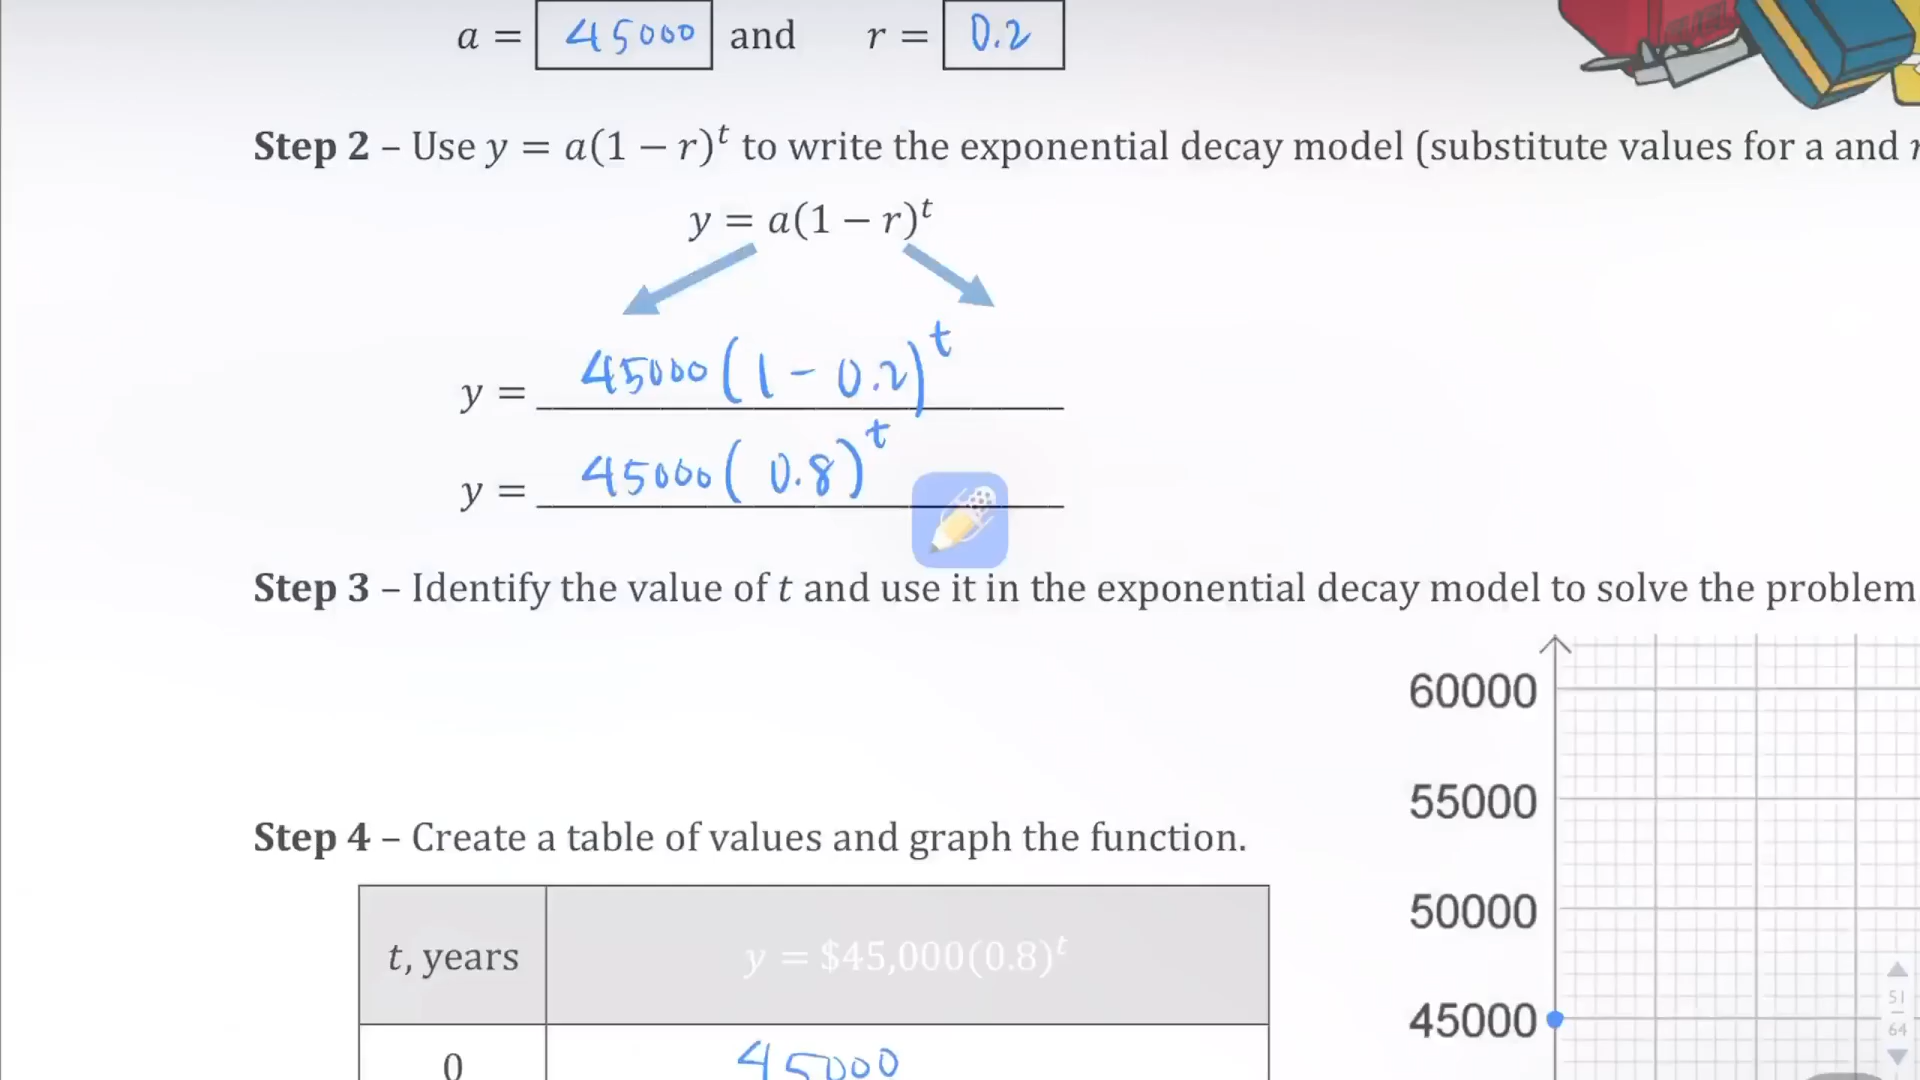 a = 45000 and r = 0.2
Step 2 – Use y = a(1 − r)^t to write the exponential decay model (substitute values for a and r
y = a(1 − r)^t
y = 45000(1 - 0.2)^t
y = 45000(0.8)^t
Step 3 – Identify the value of t and use it in the exponential decay model to solve the problem
60000
55000
Step 4 – Create a table of values and graph the function.
50000
t, years y = $45,000(0.8)^t
45000
0 45000
51
64